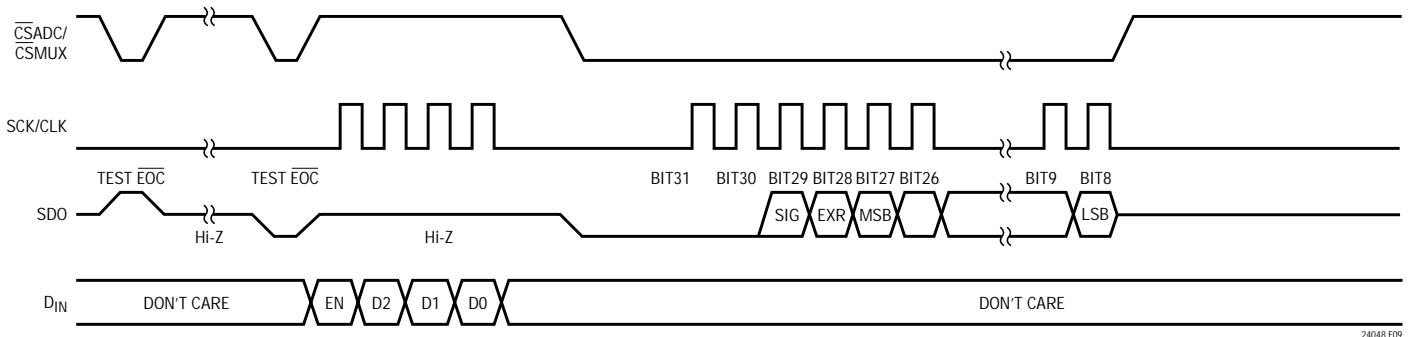 CSADC/
CSMUX
SCK/CLK
TEST EOC TEST EOC BIT31 BIT30 BIT29 BIT28 BIT27 BIT26 BIT9 BIT8
SDO SIG EXR MSB LSB
Hi-Z Hi-Z
DIN DON'T CARE EN D2 D1 D0 DON'T CARE
24048 F09